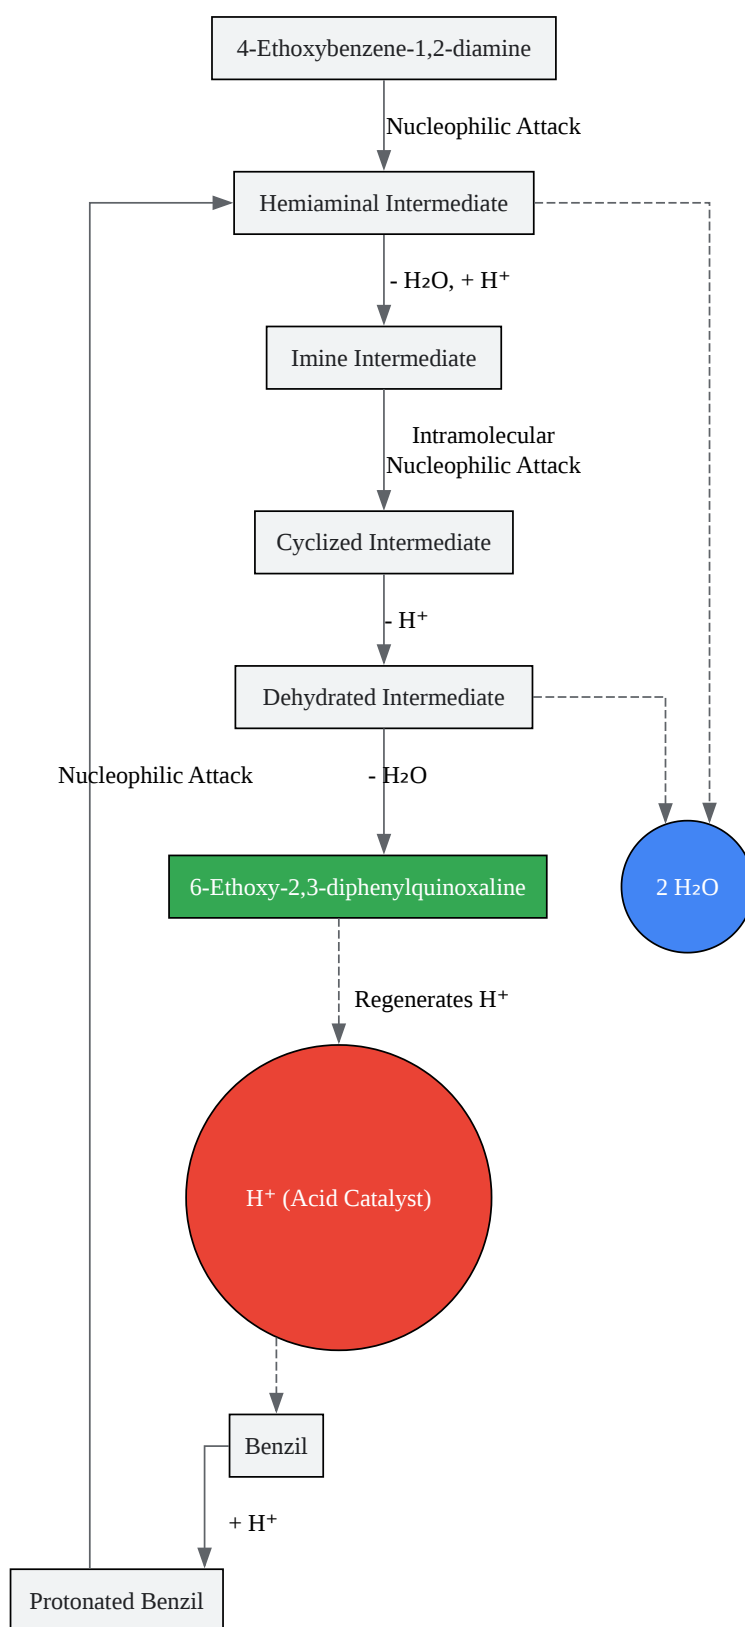 4-Ethoxybenzene-1,2-diamine
Nucleophilic Attack
Hemiaminal Intermediate
- H₂O, + H⁺
Imine Intermediate
Intramolecular
Nucleophilic Attack
Cyclized Intermediate
- H⁺
Dehydrated Intermediate
Nucleophilic Attack
- H₂O
6-Ethoxy-2,3-diphenylquinoxaline
2 H₂O
Regenerates H⁺
H⁺ (Acid Catalyst)
Benzil
+ H⁺
Protonated Benzil